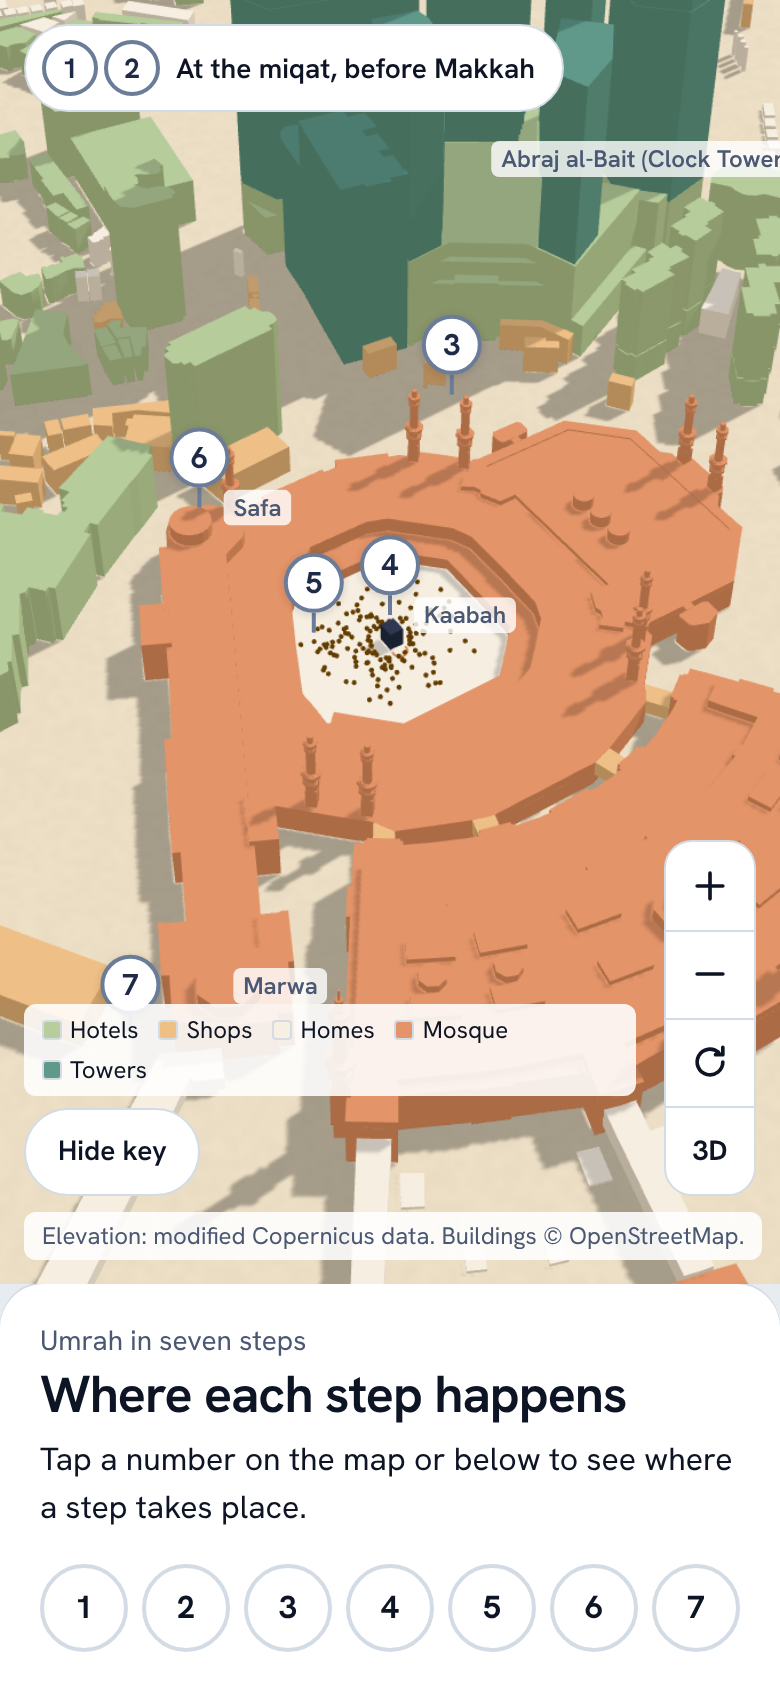 1 2 At the miqat, before Makkah
Abraj al-Bait (Clock Tower
3
6
Safa
5
4
Kaabah
7
Marwa
Hotels Shops Homes Mosque
Towers
Hide key
3D
Elevation: modified Copernicus data. Buildings © OpenStreetMap.
Umrah in seven steps
Where each step happens
Tap a number on the map or below to see where
a step takes place.
1 2 3 4 5 6 7